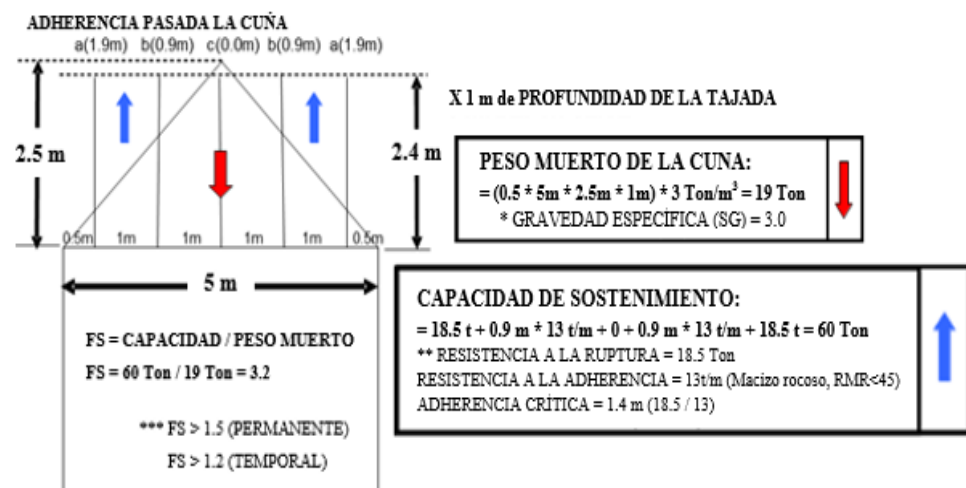 ADHERENCIA PASADA LA CUÑA
a(1.9m) b(0.9m) c(0.0m) b(0.9m) a(1.9m)
2.5 m
2.4 m
0.5m 1m 1m 1m 1m 0.5m
5 m
FS = CAPACIDAD / PESO MUERTO
FS = 60 Ton / 19 Ton = 3.2
*** FS > 1.5 (PERMANENTE)
FS > 1.2 (TEMPORAL)
X 1 m de PROFUNDIDAD DE LA TAJADA
PESO MUERTO DE LA CUNA:
= (0.5 * 5m * 2.5m * 1m) * 3 Ton/m³ = 19 Ton
* GRAVEDAD ESPECÍFICA (SG) = 3.0
CAPACIDAD DE SOSTENIMIENTO:
= 18.5 t + 0.9 m * 13 t/m + 0 + 0.9 m * 13 t/m + 18.5 t = 60 Ton
** RESISTENCIA A LA RUPTURA = 18.5 Ton
RESISTENCIA A LA ADHERENCIA = 13t/m (Macizo rocoso, RMR<45)
ADHERENCIA CRÍTICA = 1.4 m (18.5 / 13)